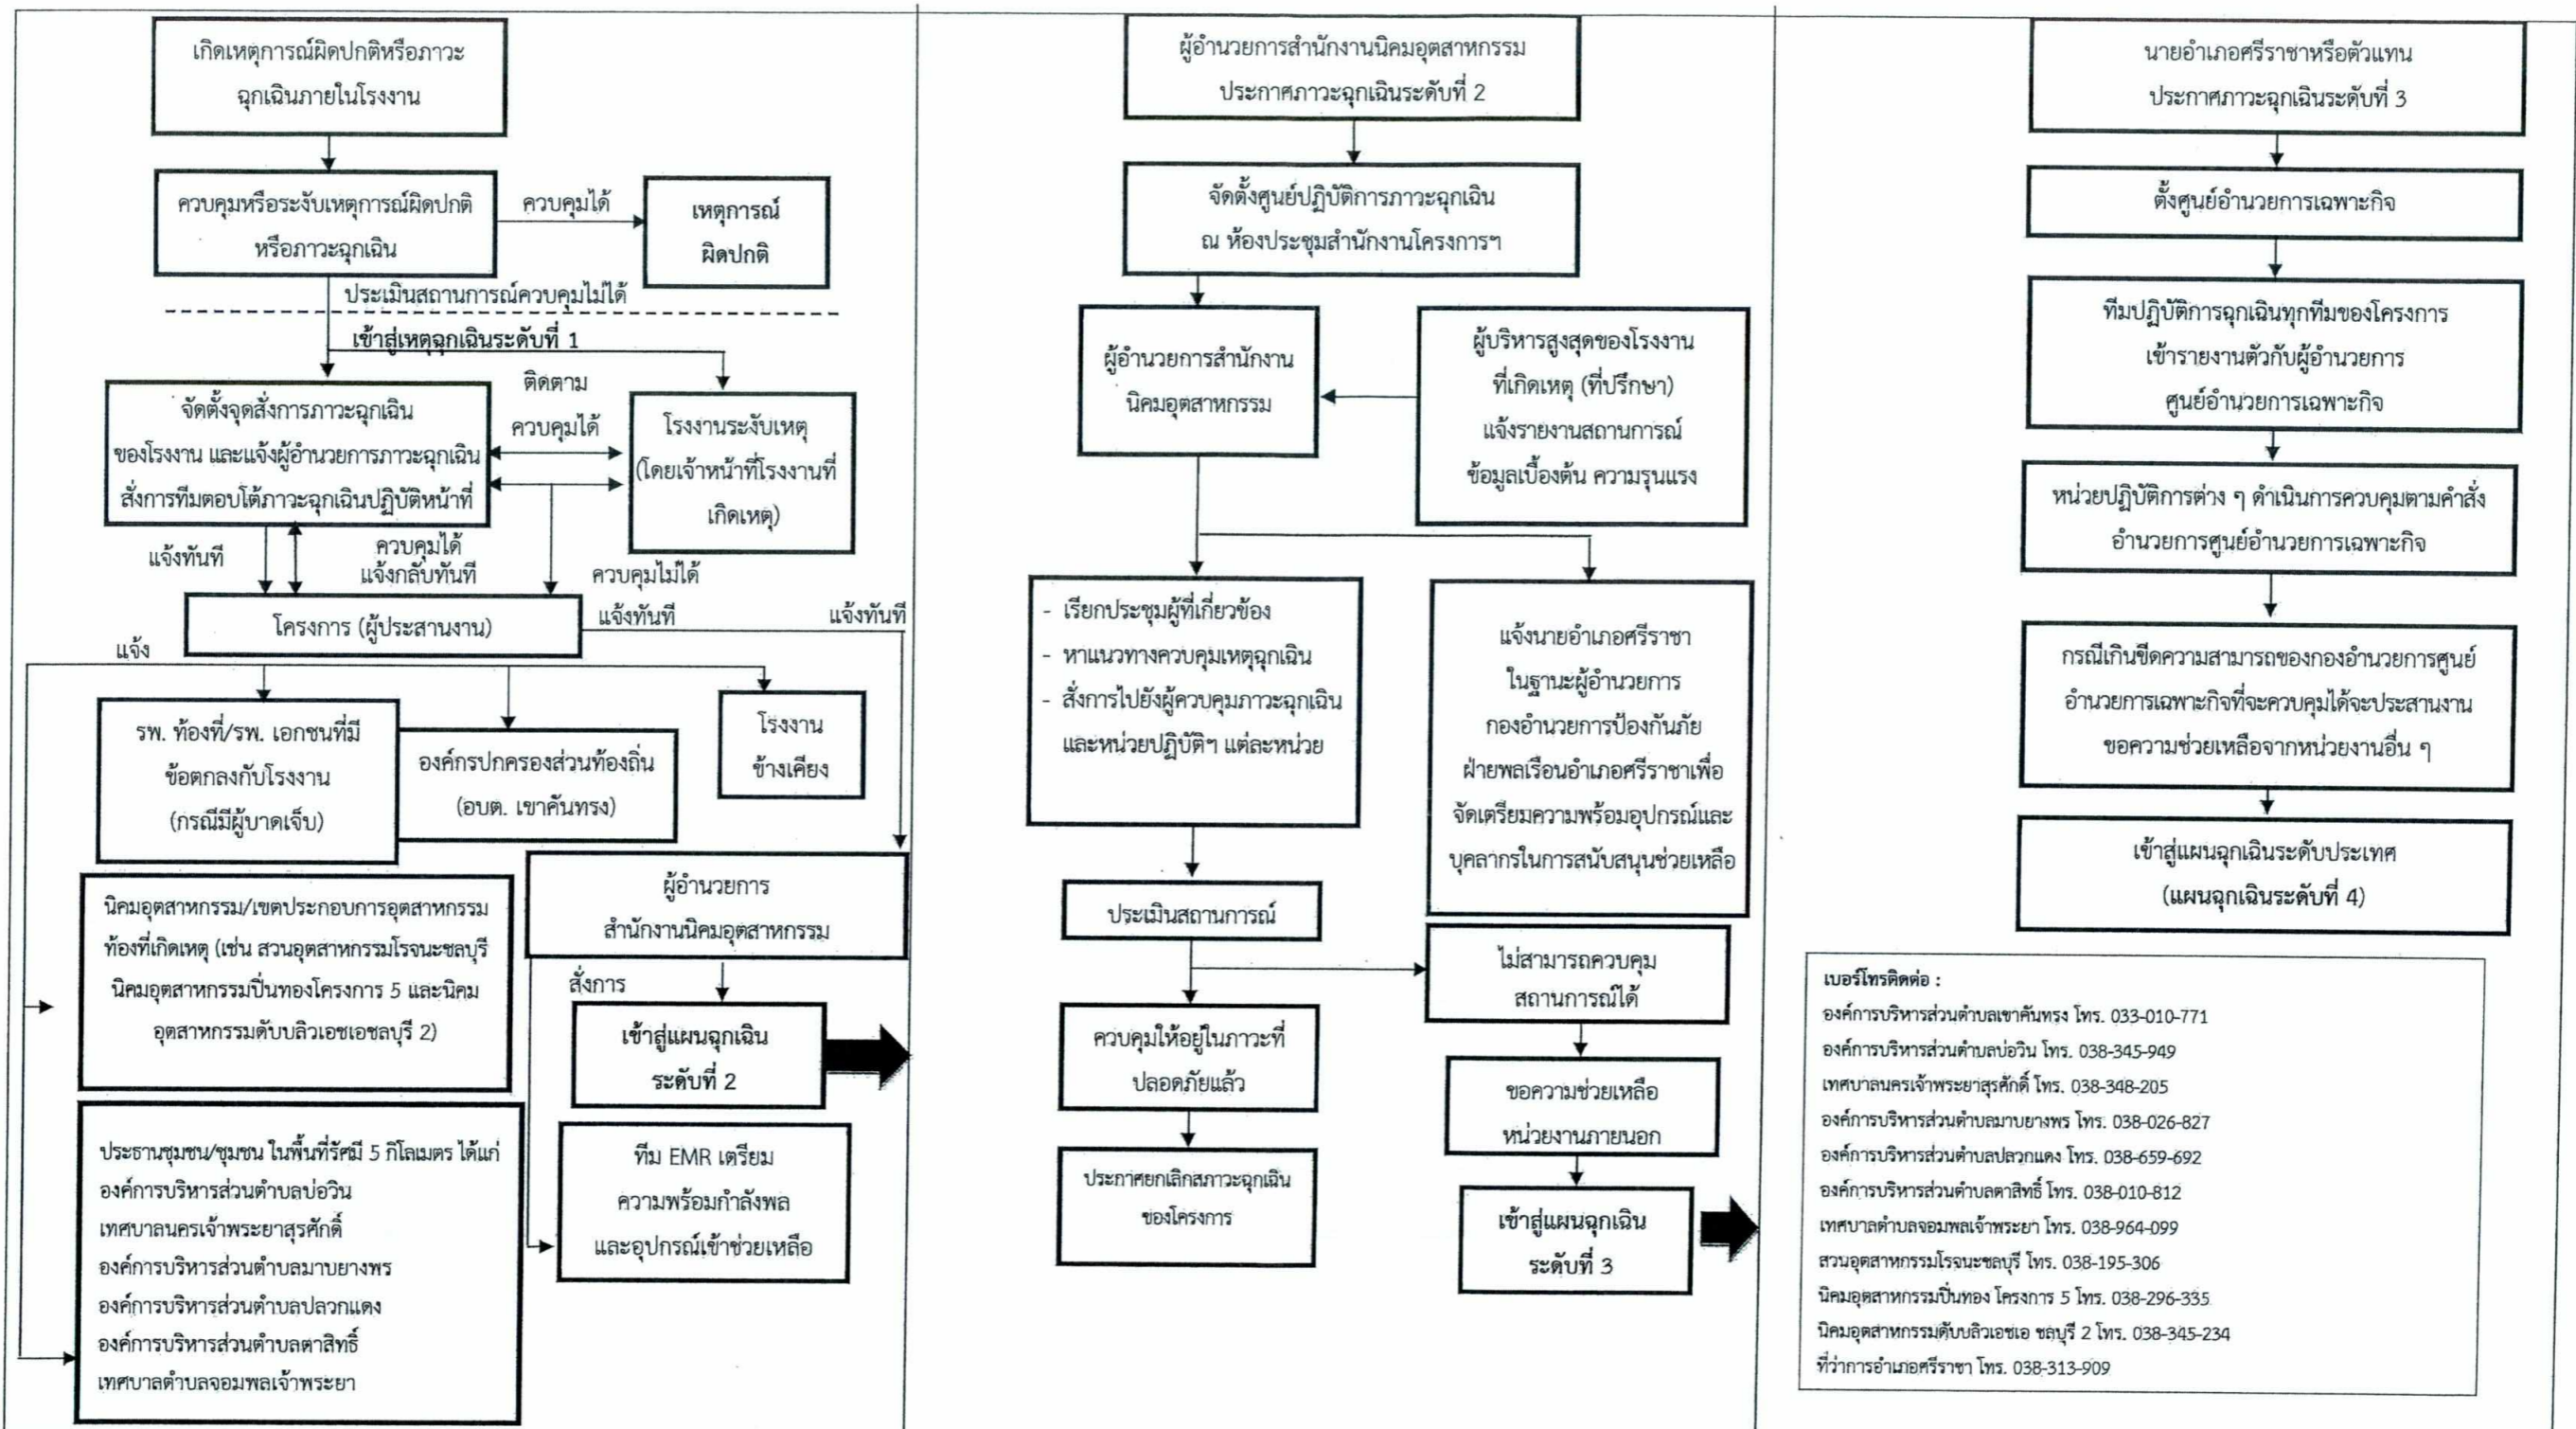 เกิดเหตุการณ์ผิดปกติหรือภาวะ
ฉุกเฉินภายในโรงงาน
ควบคุมหรือระงับเหตุการณ์ผิดปกติ
หรือภาวะฉุกเฉิน
ควบคุมได้
เหตุการณ์
ผิดปกติ
ประเมินสถานการณ์ควบคุมไม่ได้
เข้าสู่เหตุฉุกเฉินระดับที่ 1
จัดตั้งจุดสั่งการภาวะฉุกเฉิน
ของโรงงาน และแจ้งผู้อำนวยการภาวะฉุกเฉิน
สั่งการทีมตอบโต้ภาวะฉุกเฉินปฏิบัติหน้าที่
ติดตาม
ควบคุมได้
โรงงานระงับเหตุ
(โดยเจ้าหน้าที่โรงงานที่
เกิดเหตุ)
แจ้งทันที
ควบคุมได้
แจ้งกลับทันที
ควบคุมไม่ได้
แจ้งทันที
แจ้งทันที
โครงการ (ผู้ประสานงาน)
แจ้ง
รพ. ท้องที่/รพ. เอกชนที่มี
ข้อตกลงกับโรงงาน
(กรณีมีผู้บาดเจ็บ)
องค์กรปกครองส่วนท้องถิ่น
(อบต. เขาคันทรง)
โรงงาน
ข้างเคียง
นิคมอุตสาหกรรม/เขตประกอบการอุตสาหกรรม
ท้องที่เกิดเหตุ (เช่น สวนอุตสาหกรรมโรจนะชลบุรี
นิคมอุตสาหกรรมปิ่นทองโครงการ 5 และนิคม
อุตสาหกรรมดับบลิวเอชเอชลบุรี 2)
ผู้อำนวยการ
สำนักงานนิคมอุตสาหกรรม
สั่งการ
เข้าสู่แผนฉุกเฉิน
ระดับที่ 2
ทีม EMR เตรียม
ความพร้อมกำลังพล
และอุปกรณ์เข้าช่วยเหลือ
ประธานชุมชน/ชุมชน ในพื้นที่รัศมี 5 กิโลเมตร ได้แก่
องค์การบริหารส่วนตำบลบ่อวิน
เทศบาลนครเจ้าพระยาสุรศักดิ์
องค์การบริหารส่วนตำบลมาบยางพร
องค์การบริหารส่วนตำบลปลวกแดง
องค์การบริหารส่วนตำบลตาสิทธิ์
เทศบาลตำบลจอมพลเจ้าพระยา
ผู้อำนวยการสำนักงานนิคมอุตสาหกรรม
ประกาศภาวะฉุกเฉินระดับที่ 2
จัดตั้งศูนย์ปฏิบัติการภาวะฉุกเฉิน
ณ ห้องประชุมสำนักงานโครงการฯ
ผู้อำนวยการสำนักงาน
นิคมอุตสาหกรรม
ผู้บริหารสูงสุดของโรงงาน
ที่เกิดเหตุ (ที่ปรึกษา)
แจ้งรายงานสถานการณ์
ข้อมูลเบื้องต้น ความรุนแรง
- เรียกประชุมผู้ที่เกี่ยวข้อง
- หาแนวทางควบคุมเหตุฉุกเฉิน
- สั่งการไปยังผู้ควบคุมภาวะฉุกเฉิน
และหน่วยปฏิบัติฯ แต่ละหน่วย
แจ้งนายอำเภอศรีราชา
ในฐานะผู้อำนวยการ
กองอำนวยการป้องกันภัย
ฝ่ายพลเรือนอำเภอศรีราชาเพื่อ
จัดเตรียมความพร้อมอุปกรณ์และ
บุคลากรในการสนับสนุนช่วยเหลือ
ประเมินสถานการณ์
ไม่สามารถควบคุม
สถานการณ์ได้
ควบคุมให้อยู่ในภาวะที่
ปลอดภัยแล้ว
ขอความช่วยเหลือ
หน่วยงานภายนอก
ประกาศยกเลิกสภาวะฉุกเฉิน
ของโครงการ
เข้าสู่แผนฉุกเฉิน
ระดับที่ 3
นายอำเภอศรีราชาหรือตัวแทน
ประกาศภาวะฉุกเฉินระดับที่ 3
ตั้งศูนย์อำนวยการเฉพาะกิจ
ทีมปฏิบัติการฉุกเฉินทุกทีมของโครงการ
เข้ารายงานตัวกับผู้อำนวยการ
ศูนย์อำนวยการเฉพาะกิจ
หน่วยปฏิบัติการต่าง ๆ ดำเนินการควบคุมตามคำสั่ง
อำนวยการศูนย์อำนวยการเฉพาะกิจ
กรณีเกินขีดความสามารถของกองอำนวยการศูนย์
อำนวยการเฉพาะกิจที่จะควบคุมได้จะประสานงาน
ขอความช่วยเหลือจากหน่วยงานอื่น ๆ
เข้าสู่แผนฉุกเฉินระดับประเทศ
(แผนฉุกเฉินระดับที่ 4)
เบอร์โทรติดต่อ :
องค์การบริหารส่วนตำบลเขาคันทรง โทร. 033-010-771
องค์การบริหารส่วนตำบลบ่อวิน โทร. 038-345-949
เทศบาลนครเจ้าพระยาสุรศักดิ์ โทร. 038-348-205
องค์การบริหารส่วนตำบลมาบยางพร โทร. 038-026-827
องค์การบริหารส่วนตำบลปลวกแดง โทร. 038-659-692
องค์การบริหารส่วนตำบลตาสิทธิ์ โทร. 038-010-812
เทศบาลตำบลจอมพลเจ้าพระยา โทร. 038-964-099
สวนอุตสาหกรรมโรจนะชลบุรี โทร. 038-195-306
นิคมอุตสาหกรรมปิ่นทอง โครงการ 5 โทร. 038-296-335
นิคมอุตสาหกรรมดับบลิวเอชเอ ชลบุรี 2 โทร. 038-345-234
ที่ว่าการอำเภอศรีราชา โทร. 038-313-909